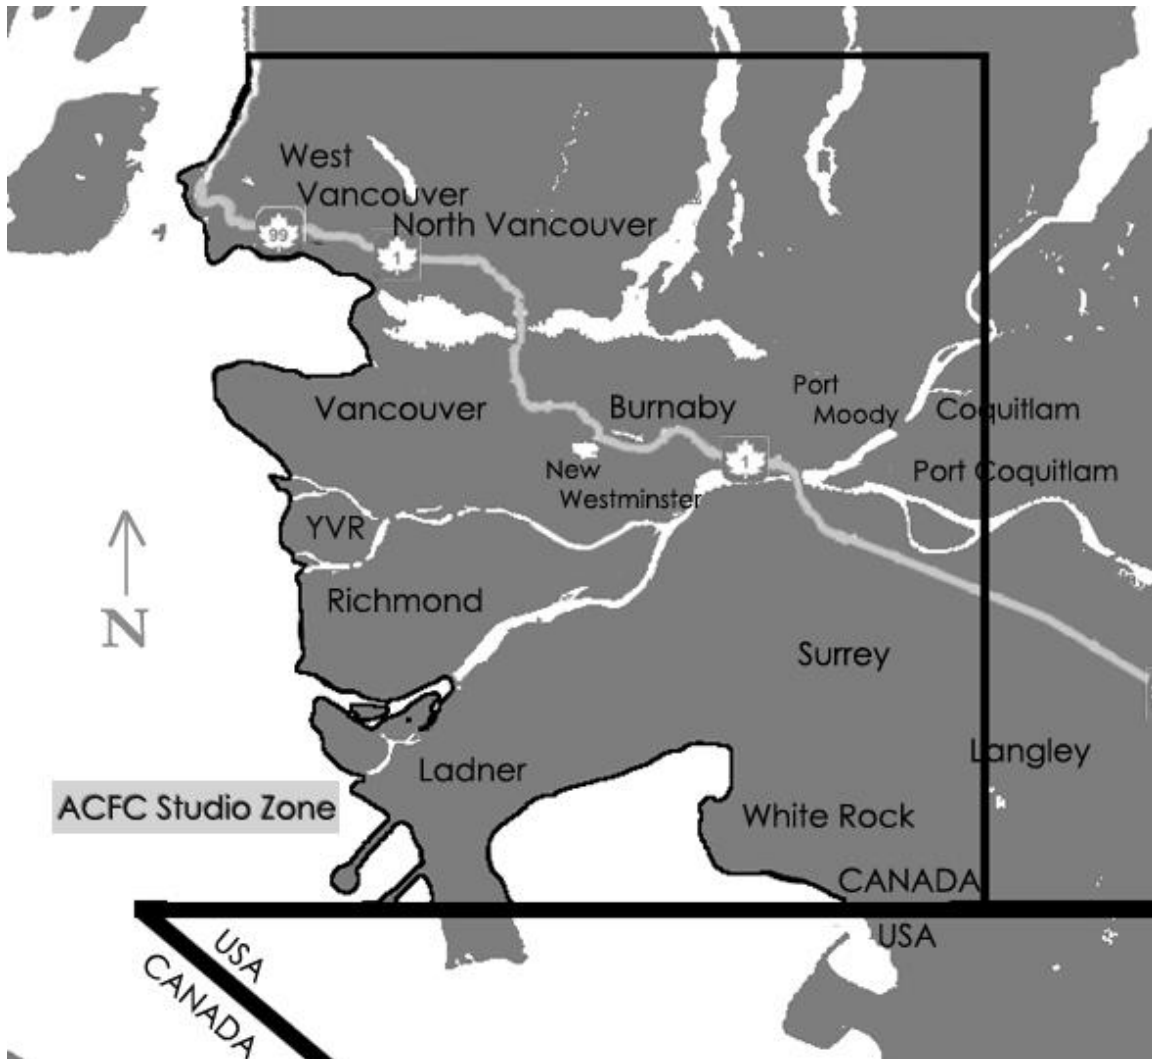 West
Vancouver
North Vancouver
99
1
Port
Moody
Burnaby
Vancouver
Coquitlam
1
New
Westminster
Port Coquitlam
YVR
Richmond
N
Surrey
Langley
Ladner
ACFC Studio Zone
White Rock
CANADA
USA
USA
CANADA